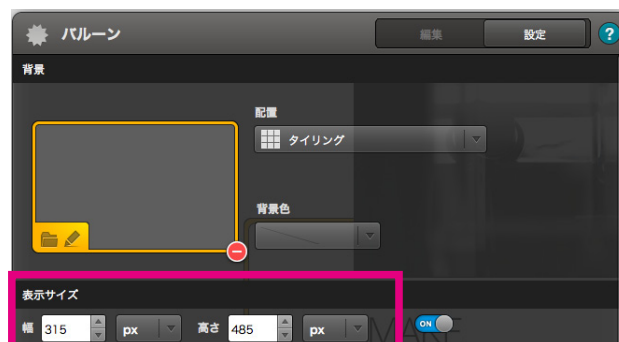 バルーン
編集
設定
?
背景
配置
タイリング
背景色
表示サイズ
幅 315 px 高さ 485 px
MAKE
ON